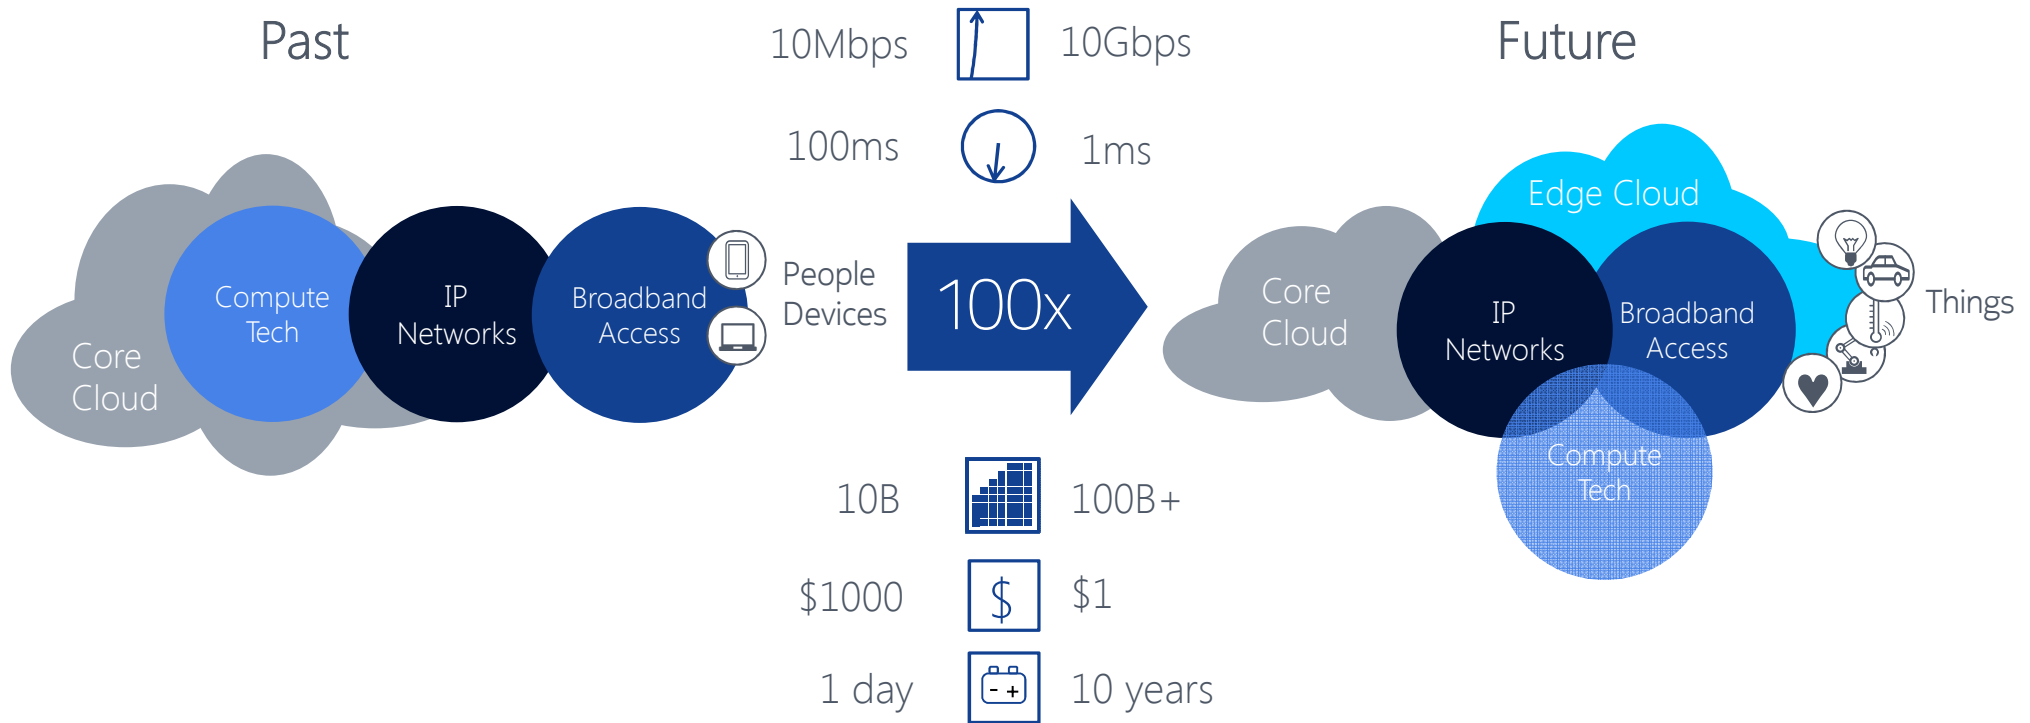 Past
10Mbps
10Gbps
Future
100ms
1ms
Core
Cloud
Compute
Tech
IP
Networks
Broadband
Access
People
Devices
100x
Core
Cloud
Edge Cloud
IP
Networks
Broadband
Access
Compute
Tech
Things
10B
100B+
$1000
$
$1
1 day
- +
10 years